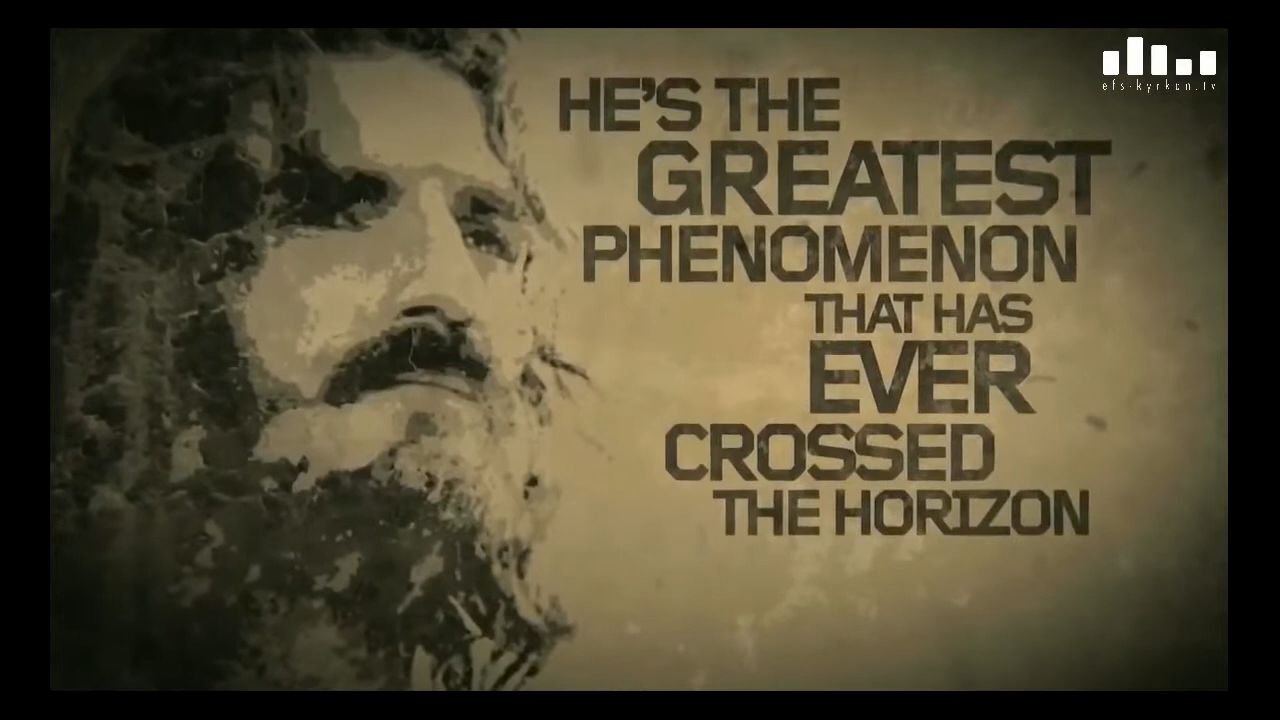 efs-kyrkan.tv
HE'S THE
GREATEST
PHENOMENON
THAT HAS
EVER
CROSSED
THE HORIZON